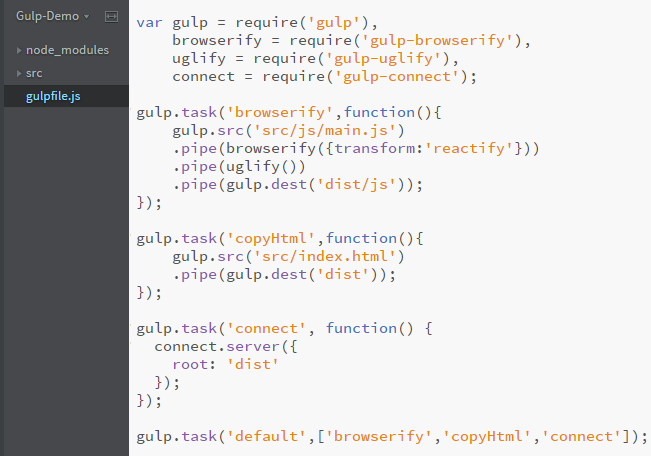 Gulp-Demo
node_modules
src
gulpfile.js
var gulp = require('gulp'),
    browserify = require('gulp-browserify'),
    uglify = require('gulp-uglify'),
    connect = require('gulp-connect');

gulp.task('browserify',function(){
    gulp.src('src/js/main.js')
    .pipe(browserify({transform:'reactify'}))
    .pipe(uglify())
    .pipe(gulp.dest('dist/js'));
});

gulp.task('copyHtml',function(){
    gulp.src('src/index.html')
    .pipe(gulp.dest('dist'));
});

gulp.task('connect', function() {
  connect.server({
    root: 'dist'
  });
});

gulp.task('default',['browserify','copyHtml','connect']);